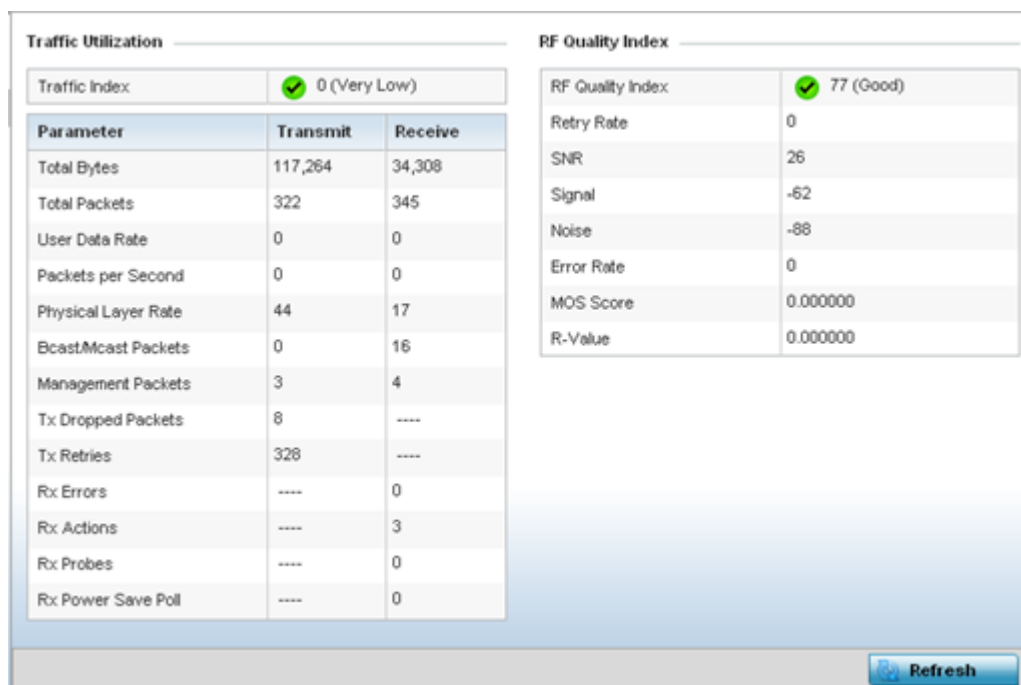 Traffic Utilization
Traffic Index 0 (Very Low)
Parameter Transmit Receive
Total Bytes 117,264 34,308
Total Packets 322 345
User Data Rate 0 0
Packets per Second 0 0
Physical Layer Rate 44 17
Bcast/Mcast Packets 0 16
Management Packets 3 4
Tx Dropped Packets 8 ----
Tx Retries 328 ----
Rx Errors ---- 0
Rx Actions ---- 3
Rx Probes ---- 0
Rx Power Save Poll ---- 0
RF Quality Index
RF Quality Index 77 (Good)
Retry Rate 0
SNR 26
Signal -62
Noise -88
Error Rate 0
MOS Score 0.000000
R-Value 0.000000
Refresh